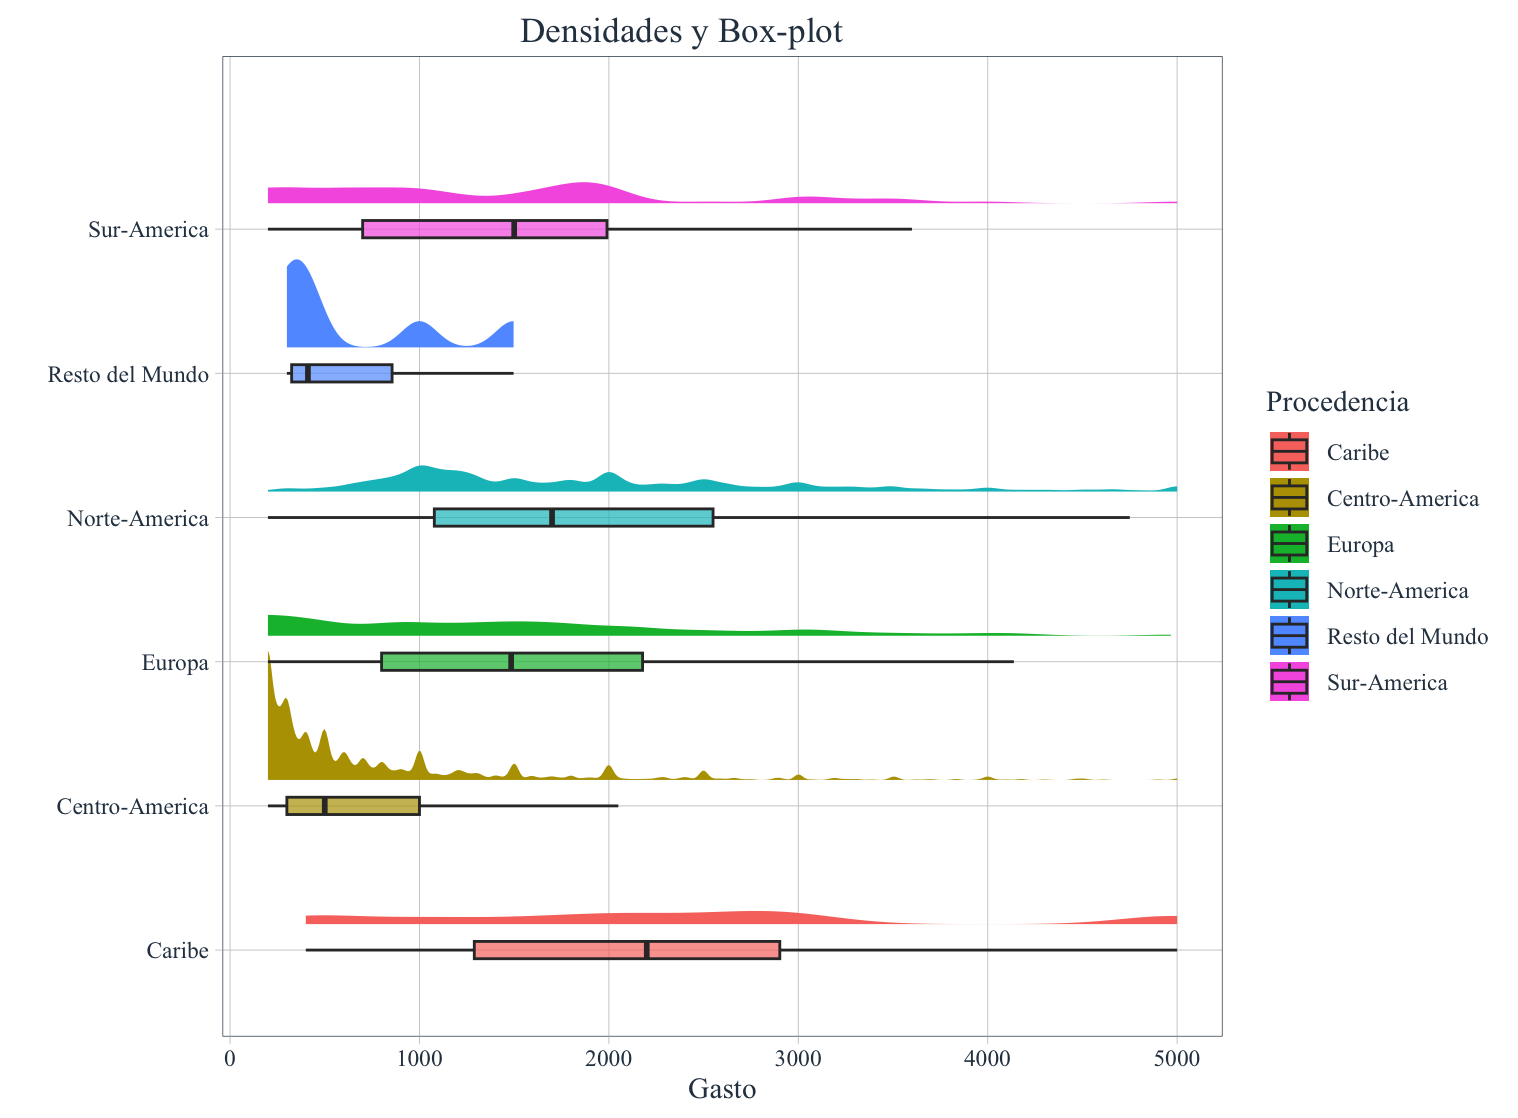 Densidades y Box-plot
Sur-America
Resto del Mundo
Norte-America
Europa
Centro-America
Caribe
0 1000 2000 3000 4000 5000
Gasto
Procedencia
Caribe
Centro-America
Europa
Norte-America
Resto del Mundo
Sur-America